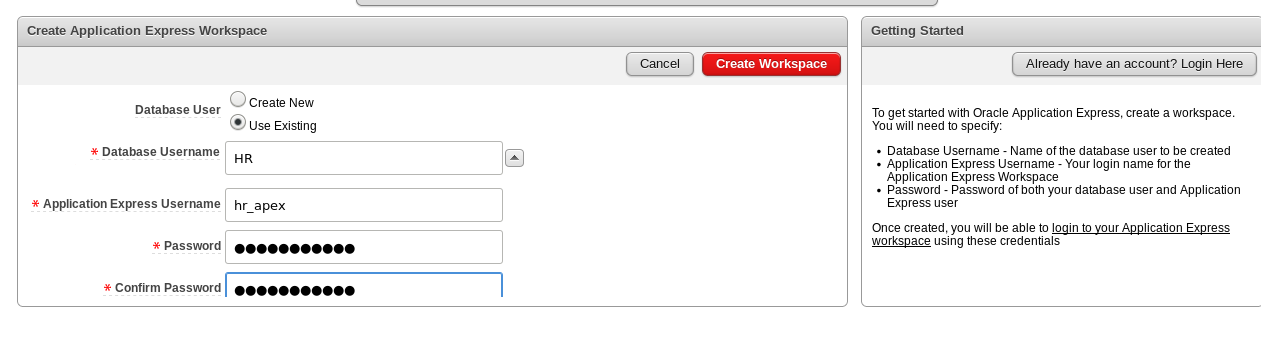 Create Application Express Workspace
Cancel
Create Workspace
Database User
Create New
Use Existing
* Database Username
HR
* Application Express Username
hr_apex
* Password
●●●●●●●●●●●
* Confirm Password
●●●●●●●●●●●
Getting Started
Already have an account? Login Here
To get started with Oracle Application Express, create a workspace.
You will need to specify:
• Database Username - Name of the database user to be created
• Application Express Username - Your login name for the
Application Express Workspace
• Password - Password of both your database user and Application
Express user
Once created, you will be able to login to your Application Express
workspace using these credentials